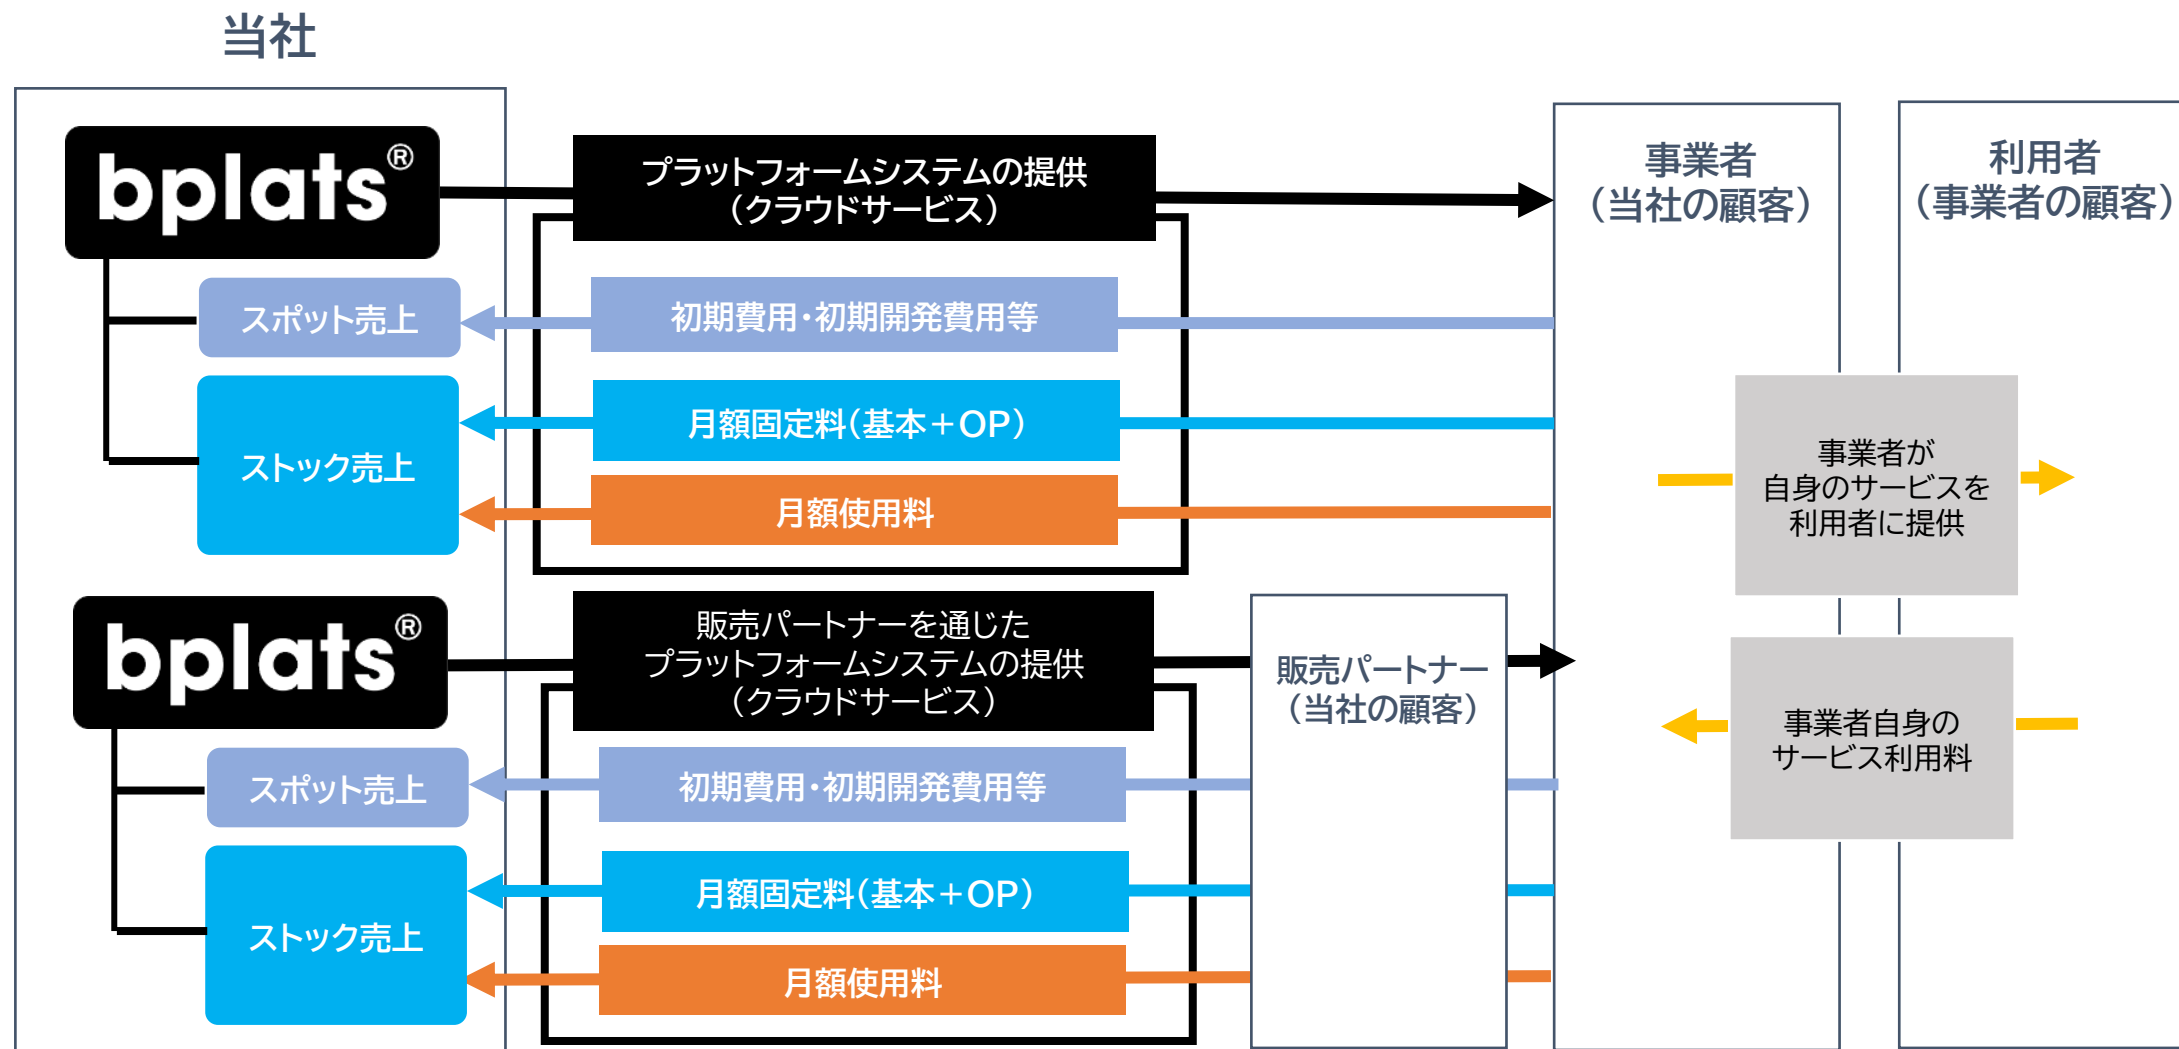 当社
bplats®
プラットフォームシステムの提供
（クラウドサービス）
スポット売上
初期費用・初期開発費用等
ストック売上
月額固定料（基本＋OP）
月額使用料
事業者
（当社の顧客）
利用者
（事業者の顧客）
事業者が
自身のサービスを
利用者に提供
bplats®
販売パートナーを通じた
プラットフォームシステムの提供
（クラウドサービス）
販売パートナー
（当社の顧客）
スポット売上
初期費用・初期開発費用等
ストック売上
月額固定料（基本＋OP）
月額使用料
事業者自身の
サービス利用料